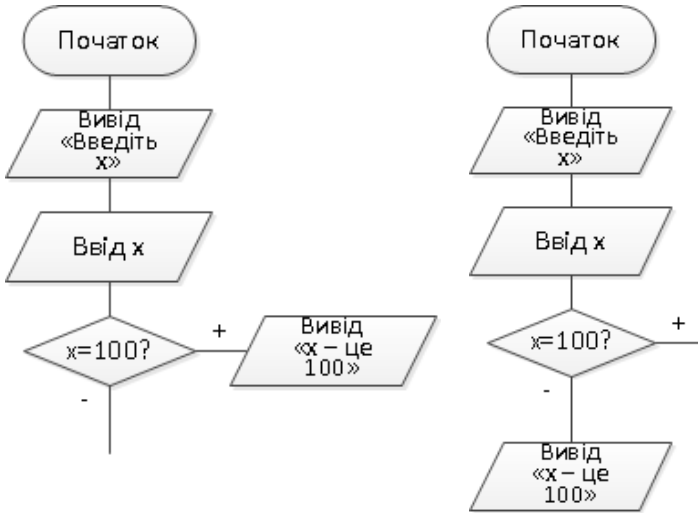 Початок
Вивід
«Введіть
х»
Ввід х
х=100?
+
-
Вивід
«х – це
100»
Початок
Вивід
«Введіть
х»
Ввід х
х=100?
+
-
Вивід
«х – це
100»